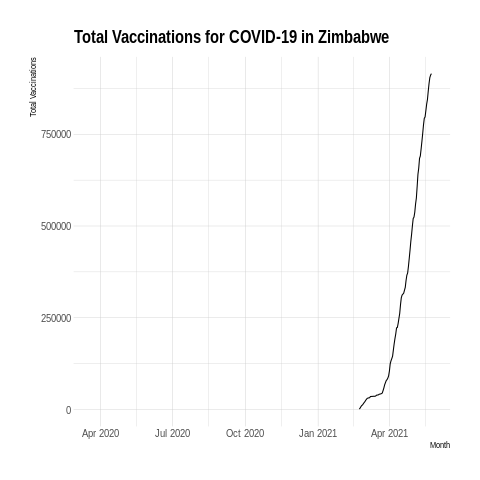 Total Vaccinations for COVID-19 in Zimbabwe
Total Vaccinations
750000
500000
250000
0
Apr 2020 Jul 2020 Oct 2020 Jan 2021 Apr 2021
Month